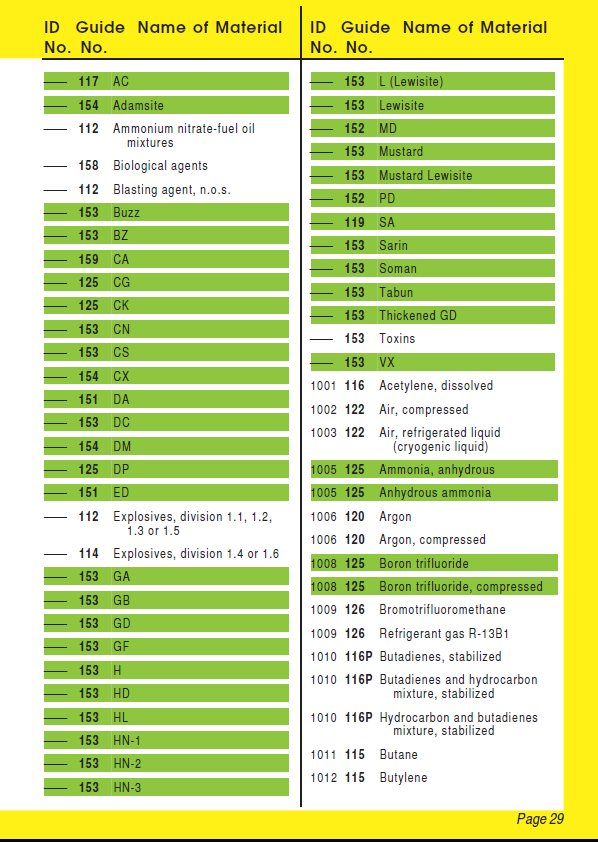 ID Guide Name of Material
No. No.
—— 117 AC
—— 154 Adamsite
—— 112 Ammonium nitrate-fuel oil
mixtures
—— 158 Biological agents
—— 112 Blasting agent, n.o.s.
—— 153 Buzz
—— 153 BZ
—— 159 CA
—— 125 CG
—— 125 CK
—— 153 CN
—— 153 CS
—— 154 CX
—— 151 DA
—— 153 DC
—— 154 DM
—— 125 DP
—— 151 ED
—— 112 Explosives, division 1.1, 1.2,
1.3 or 1.5
—— 114 Explosives, division 1.4 or 1.6
—— 153 GA
—— 153 GB
—— 153 GD
—— 153 GF
—— 153 H
—— 153 HD
—— 153 HL
—— 153 HN-1
—— 153 HN-2
—— 153 HN-3
ID Guide Name of Material
No. No.
—— 153 L (Lewisite)
—— 153 Lewisite
—— 152 MD
—— 153 Mustard
—— 153 Mustard Lewisite
—— 152 PD
—— 119 SA
—— 153 Sarin
—— 153 Soman
—— 153 Tabun
—— 153 Thickened GD
—— 153 Toxins
—— 153 VX
1001 116 Acetylene, dissolved
1002 122 Air, compressed
1003 122 Air, refrigerated liquid
(cryogenic liquid)
1005 125 Ammonia, anhydrous
1005 125 Anhydrous ammonia
1006 120 Argon
1006 120 Argon, compressed
1008 125 Boron trifluoride
1008 125 Boron trifluoride, compressed
1009 126 Bromotrifluoromethane
1009 126 Refrigerant gas R-13B1
1010 116P Butadienes, stabilized
1010 116P Butadienes and hydrocarbon
mixture, stabilized
1010 116P Hydrocarbon and butadienes
mixture, stabilized
1011 115 Butane
1012 115 Butylene
Page 29